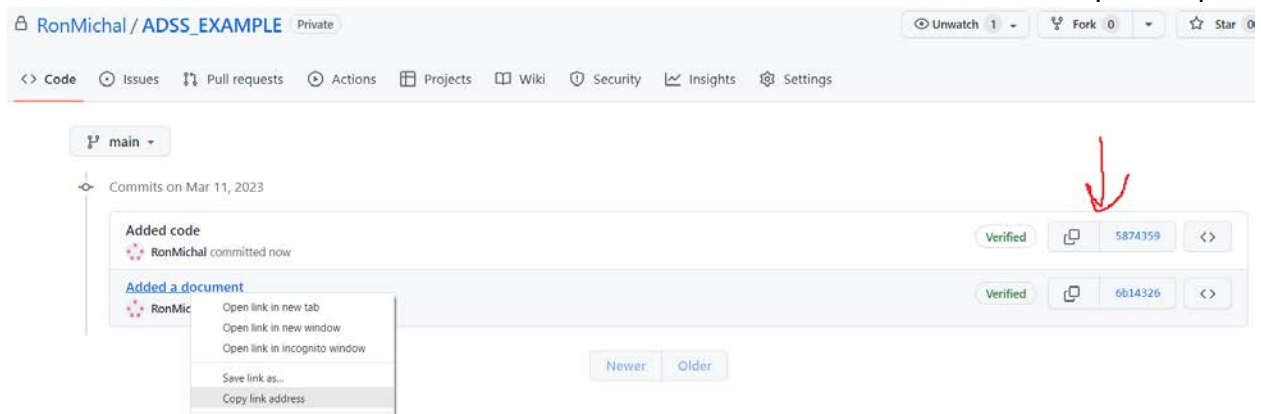 RonMichal / ADSS_EXAMPLE Private Unwatch 1 Fork 0 Star
<> Code Issues Pull requests Actions Projects Wiki Security Insights Settings
main
Commits on Mar 11, 2023
Added code
RonMichal committed now
Verified 5874359 <>
Added a document
RonMic
Verified 6b14326 <>
Open link in new tab
Open link in new window
Open link in incognito window
Save link as...
Copy link address
Newer Older